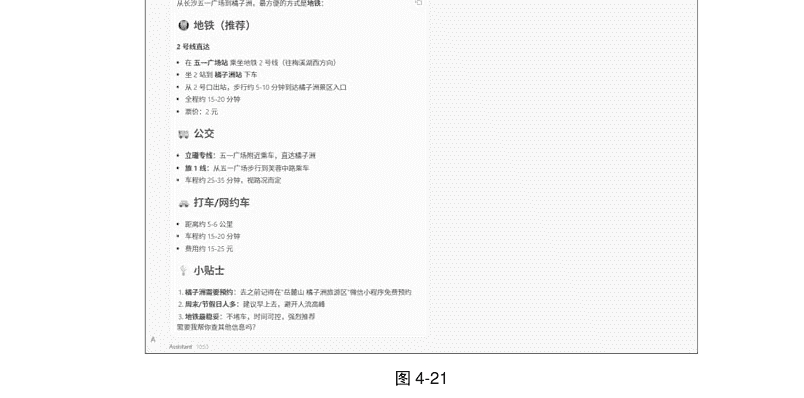 从长沙五一广场到橘子洲，最方便的方式是地铁：
地铁（推荐）
2 号线直达
• 在 五一广场站 乘坐地铁 2 号线（往梅溪湖西方向）
• 坐 2 站到 橘子洲站 下车
• 从 2 号口出站，步行约 5-10 分钟到达橘子洲景区入口
• 全程约 15-20 分钟
• 票价：2 元
公交
• 立珊专线：五一广场附近乘车，直达橘子洲
• 旅 1 线：从五一广场步行到芙蓉中路乘车
• 车程约 25-35 分钟，视路况而定
打车/网约车
• 距离约 5-6 公里
• 车程约 15-20 分钟
• 费用约 15-25 元
小贴士
1. 橘子洲需要预约：去之前记得在"岳麓山 橘子洲旅游区"微信小程序免费预约
2. 周末/节假日人多：建议早上去，避开人流高峰
3. 地铁最稳妥：不堵车，时间可控，强烈推荐
需要我帮你查其他信息吗？
A
Assistant 10:53
图 4-21